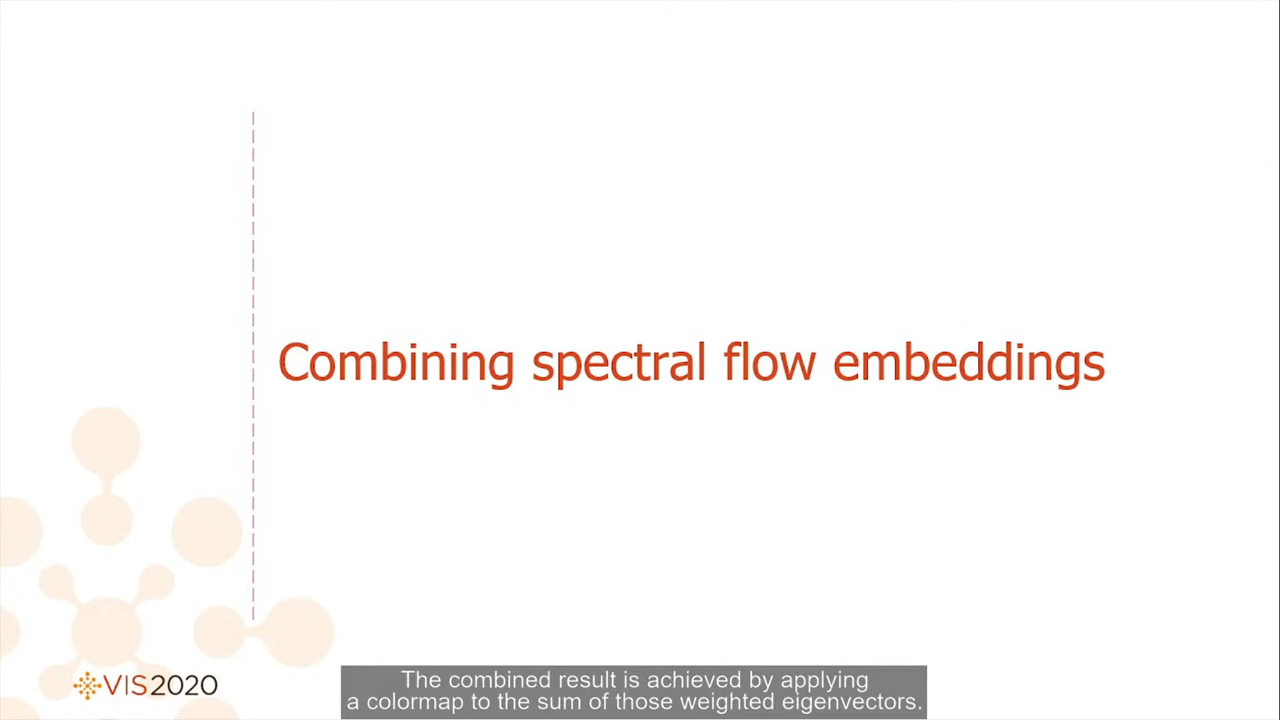 Combining spectral flow embeddings
VIS2020
The combined result is achieved by applying
a colormap to the sum of those weighted eigenvectors.